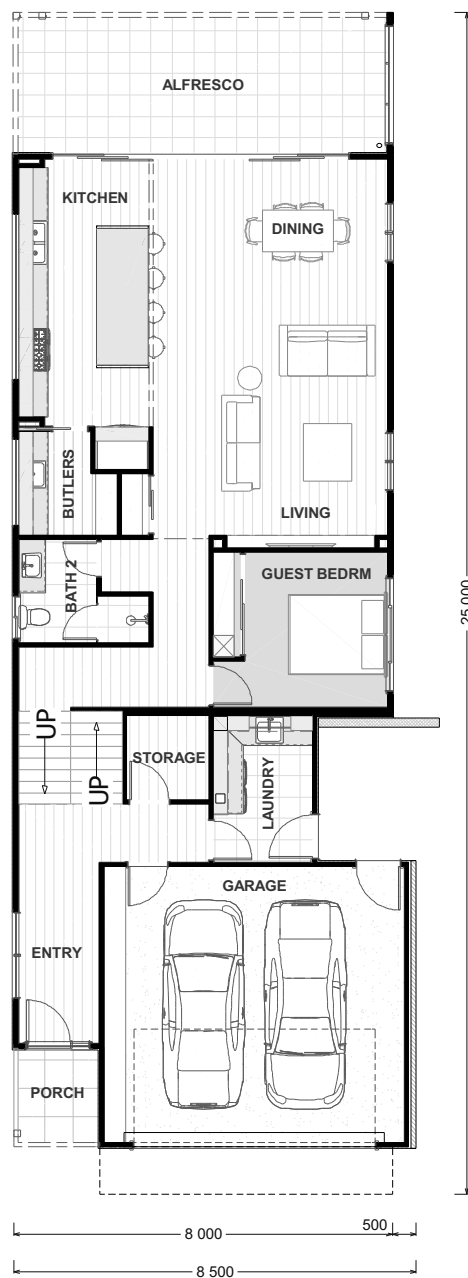 ALFRESCO
KITCHEN
DINING
BUTLERS
LIVING
BATH 2
GUEST BEDRM
25 000
UP
UP
STORAGE
LAUNDRY
GARAGE
ENTRY
PORCH
8 000
500
8 500